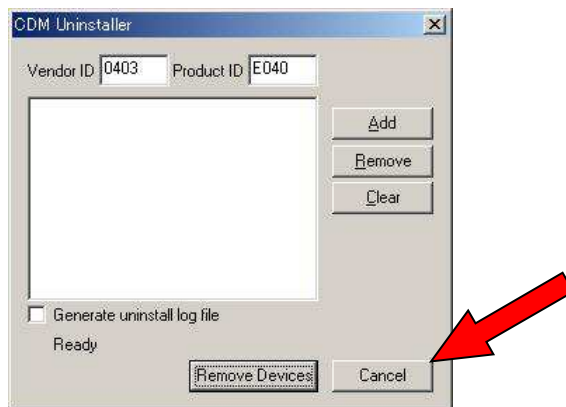 CDM Uninstaller
Vendor ID 0403 Product ID E040
Add
Remove
Clear
Generate uninstall log file
Ready
Remove Devices Cancel